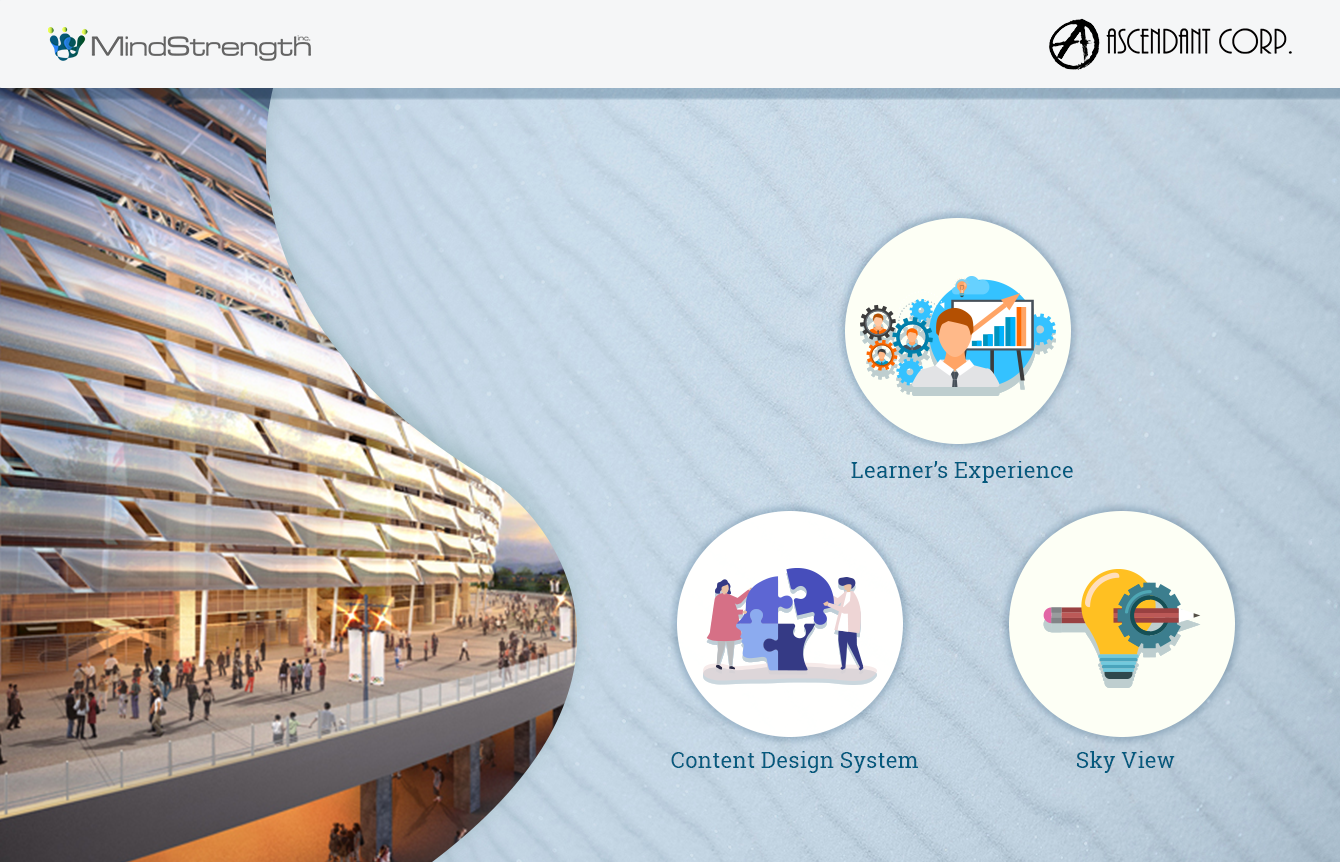 MindStrength inc.
ASCENDANT CORP.
Learner’s Experience
Content Design System
Sky View